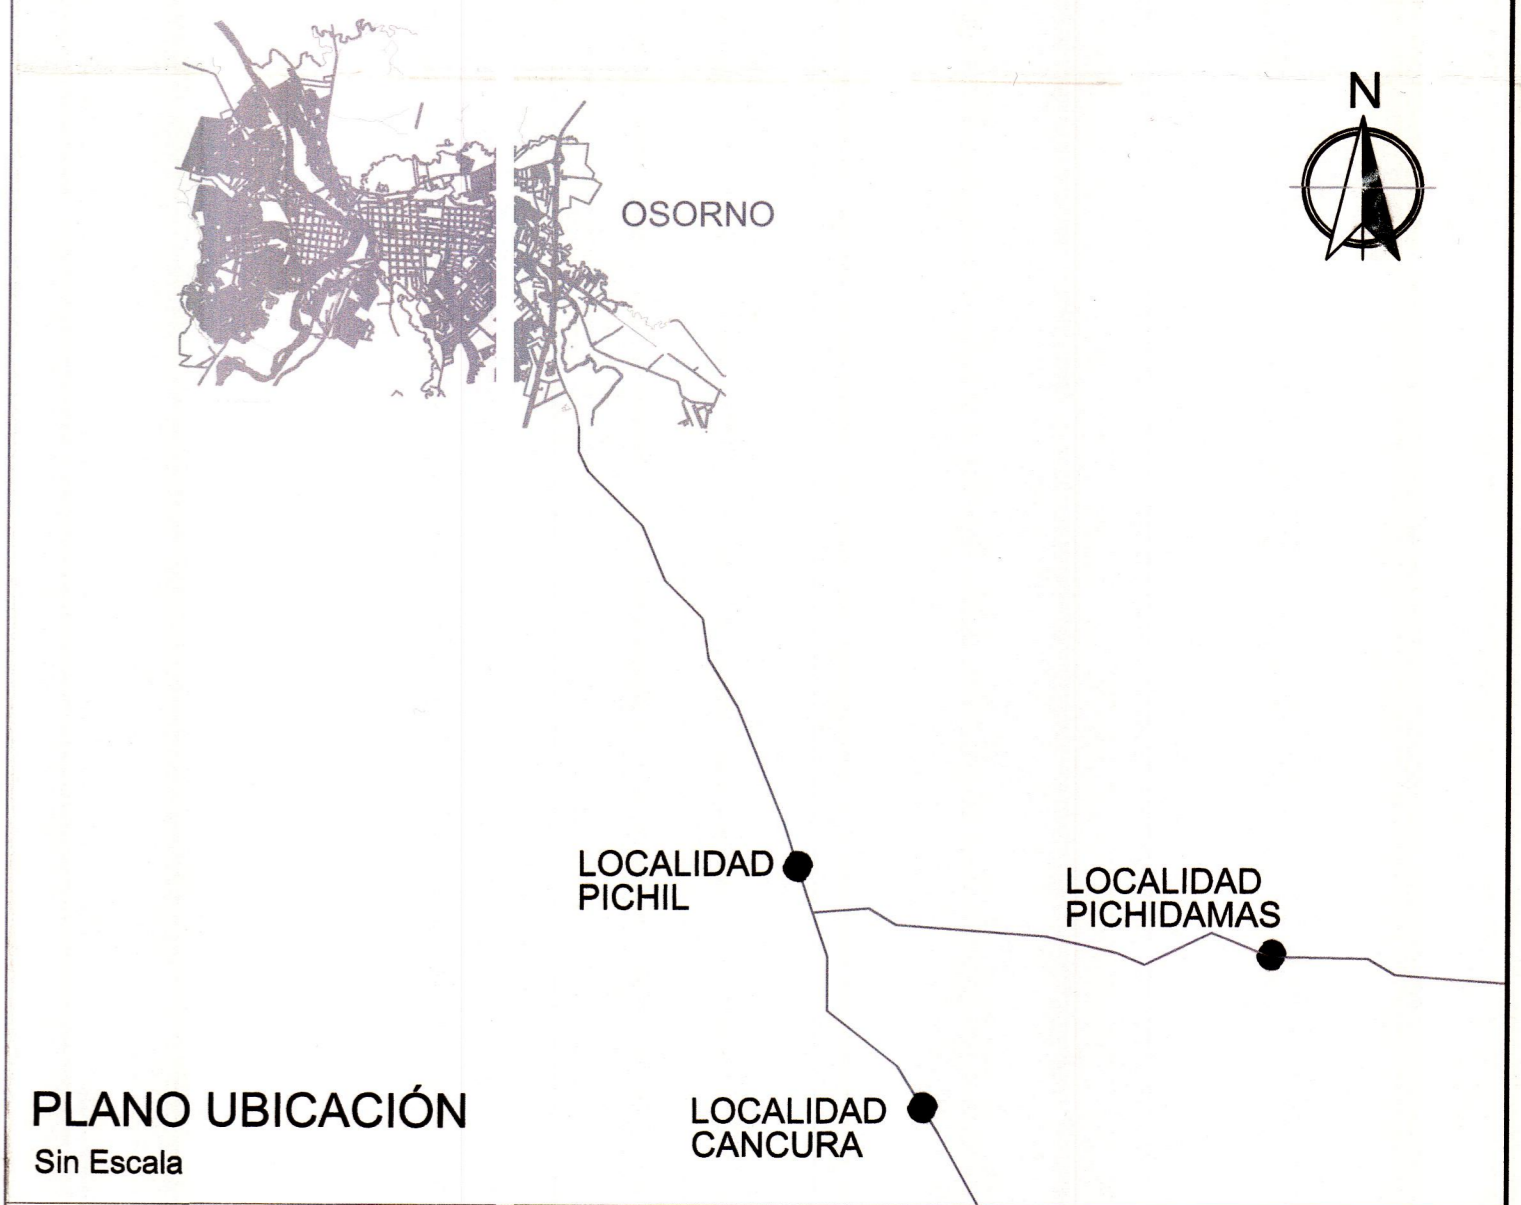 N
OSORNO
LOCALIDAD
PICHIL
LOCALIDAD
PICHIDAMAS
LOCALIDAD
CANCURA
PLANO UBICACIÓN
Sin Escala